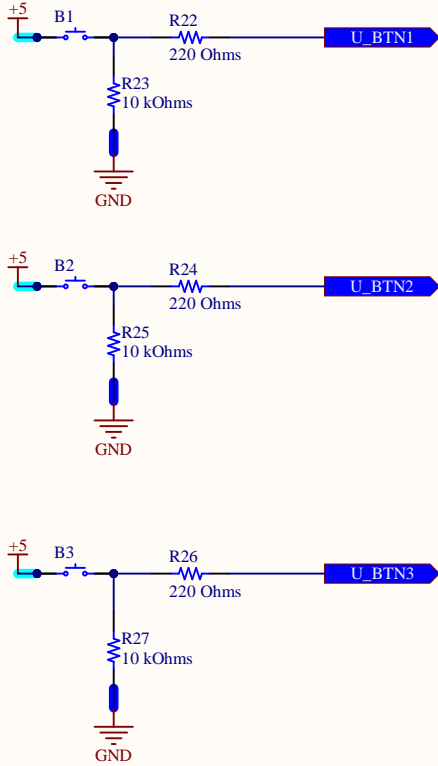 +5
B1
R22
220 Ohms
U_BTN1
R23
10 kOhms
GND
+5
B2
R24
220 Ohms
U_BTN2
R25
10 kOhms
GND
+5
B3
R26
220 Ohms
U_BTN3
R27
10 kOhms
GND